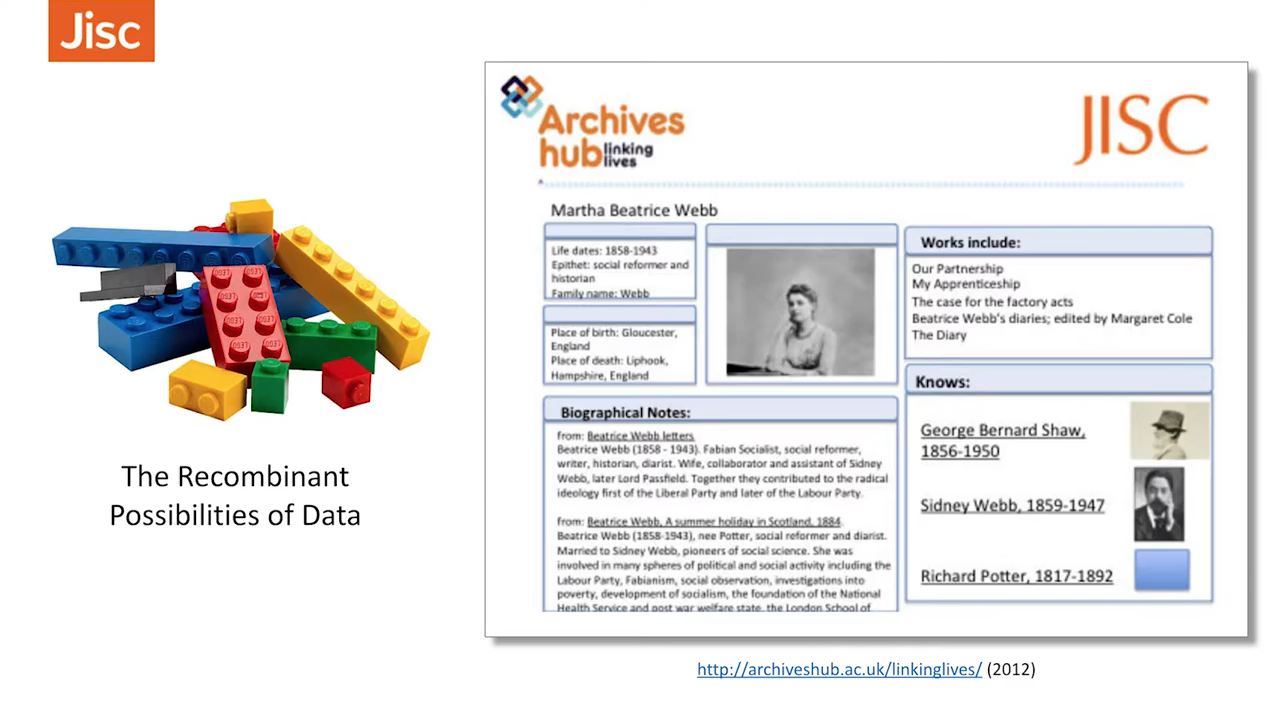 Jisc
The Recombinant
Possibilities of Data
Archives
hub linking
lives
JISC
Martha Beatrice Webb
Life dates: 1858-1943
Epithet: social reformer and
historian
Family name: Webb
Place of birth: Gloucester,
England
Place of death: Liphook,
Hampshire, England
Biographical Notes:
from: Beatrice Webb letters
Beatrice Webb (1858 - 1943). Fabian Socialist, social reformer,
writer, historian, diarist. Wife, collaborator and assistant of Sidney
Webb, later Lord Passfield. Together they contributed to the radical
ideology first of the Liberal Party and later of the Labour Party.
from: Beatrice Webb, A summer holiday in Scotland, 1884.
Beatrice Webb (1858-1943), nee Potter, social reformer and diarist.
Married to Sidney Webb, pioneers of social science. She was
involved in many spheres of political and social activity including the
Labour Party, Fabianism, social observation, investigations into
poverty, development of socialism, the foundation of the National
Health Service and post war welfare state, the London School of
Works include:
Our Partnership
My Apprenticeship
The case for the factory acts
Beatrice Webb's diaries; edited by Margaret Cole
The Diary
Knows:
George Bernard Shaw,
1856-1950
Sidney Webb, 1859-1947
Richard Potter, 1817-1892
http://archiveshub.ac.uk/linkinglives/ (2012)